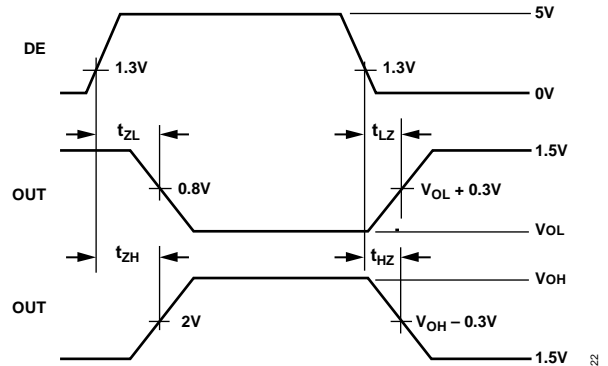 5V
DE
1.3V
1.3V
0V
tZL
tLZ
1.5V
OUT
0.8V
VOL + 0.3V
VOL
tZH
tHZ
VOH
OUT
2V
VOH – 0.3V
1.5V
22